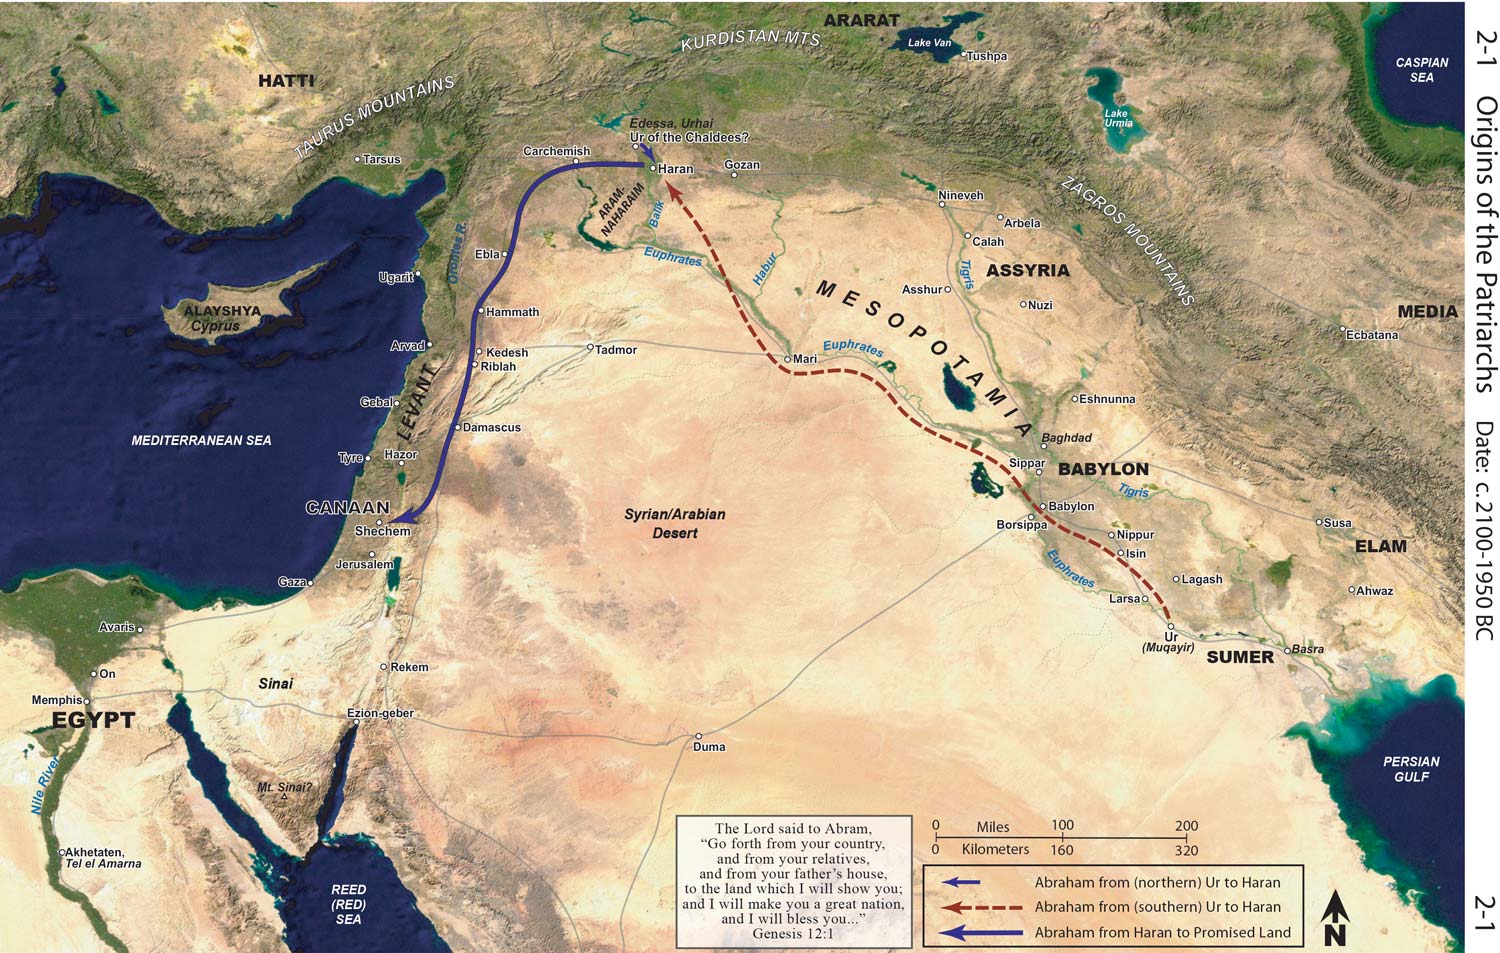 2-1 Origins of the Patriarchs Date: c.2100-1950 BC 2-1
ARARAT
KURDISTAN MTS.
Lake Van
Tushpa
CASPIAN
SEA
HATTI
TAURUS MOUNTAINS
Lake
Urmia
Edessa, Urhai
Ur of the Chaldees?
Tarsus
Carchemish
Haran
Gozan
ARAM-
NAHARAIM
Balik
ZAGROS MOUNTAINS
Nineveh
Arbela
Calah
Orontes R.
Ebla
Euphrates
Habur
Tigris
ASSYRIA
Ugarit
Asshur
Nuzi
MESOPOTAMIA
ALAYSHYA
Cyprus
Hammath
MEDIA
Ecbatana
Arvad
Kedesh
Riblah
Tadmor
Mari
Euphrates
LEVANT
Gebal
Eshnunna
Damascus
MEDITERRANEAN SEA
Baghdad
Tyre
Hazor
Sippar
BABYLON
Tigris
CANAAN
Shechem
Syrian/Arabian
Desert
Babylon
Borsippa
Susa
Nippur
ELAM
Isin
Jerusalem
Euphrates
Gaza
Lagash
Larsa
Ahwaz
Avaris
Ur
(Muqayir)
SUMER
Basra
On
Rekem
Sinai
Memphis
EGYPT
Ezion-geber
Duma
Nile River
PERSIAN
GULF
Mt. Sinai?
Akhetaten,
Tel el Amarna
REED
(RED)
SEA
The Lord said to Abram,
“Go forth from your country,
and from your relatives,
and from your father’s house,
to the land which I will show you;
and I will make you a great nation,
and I will bless you...”
Genesis 12:1
0 Miles 100 200
0 Kilometers 160 320
Abraham from (northern) Ur to Haran
Abraham from (southern) Ur to Haran
Abraham from Haran to Promised Land
N